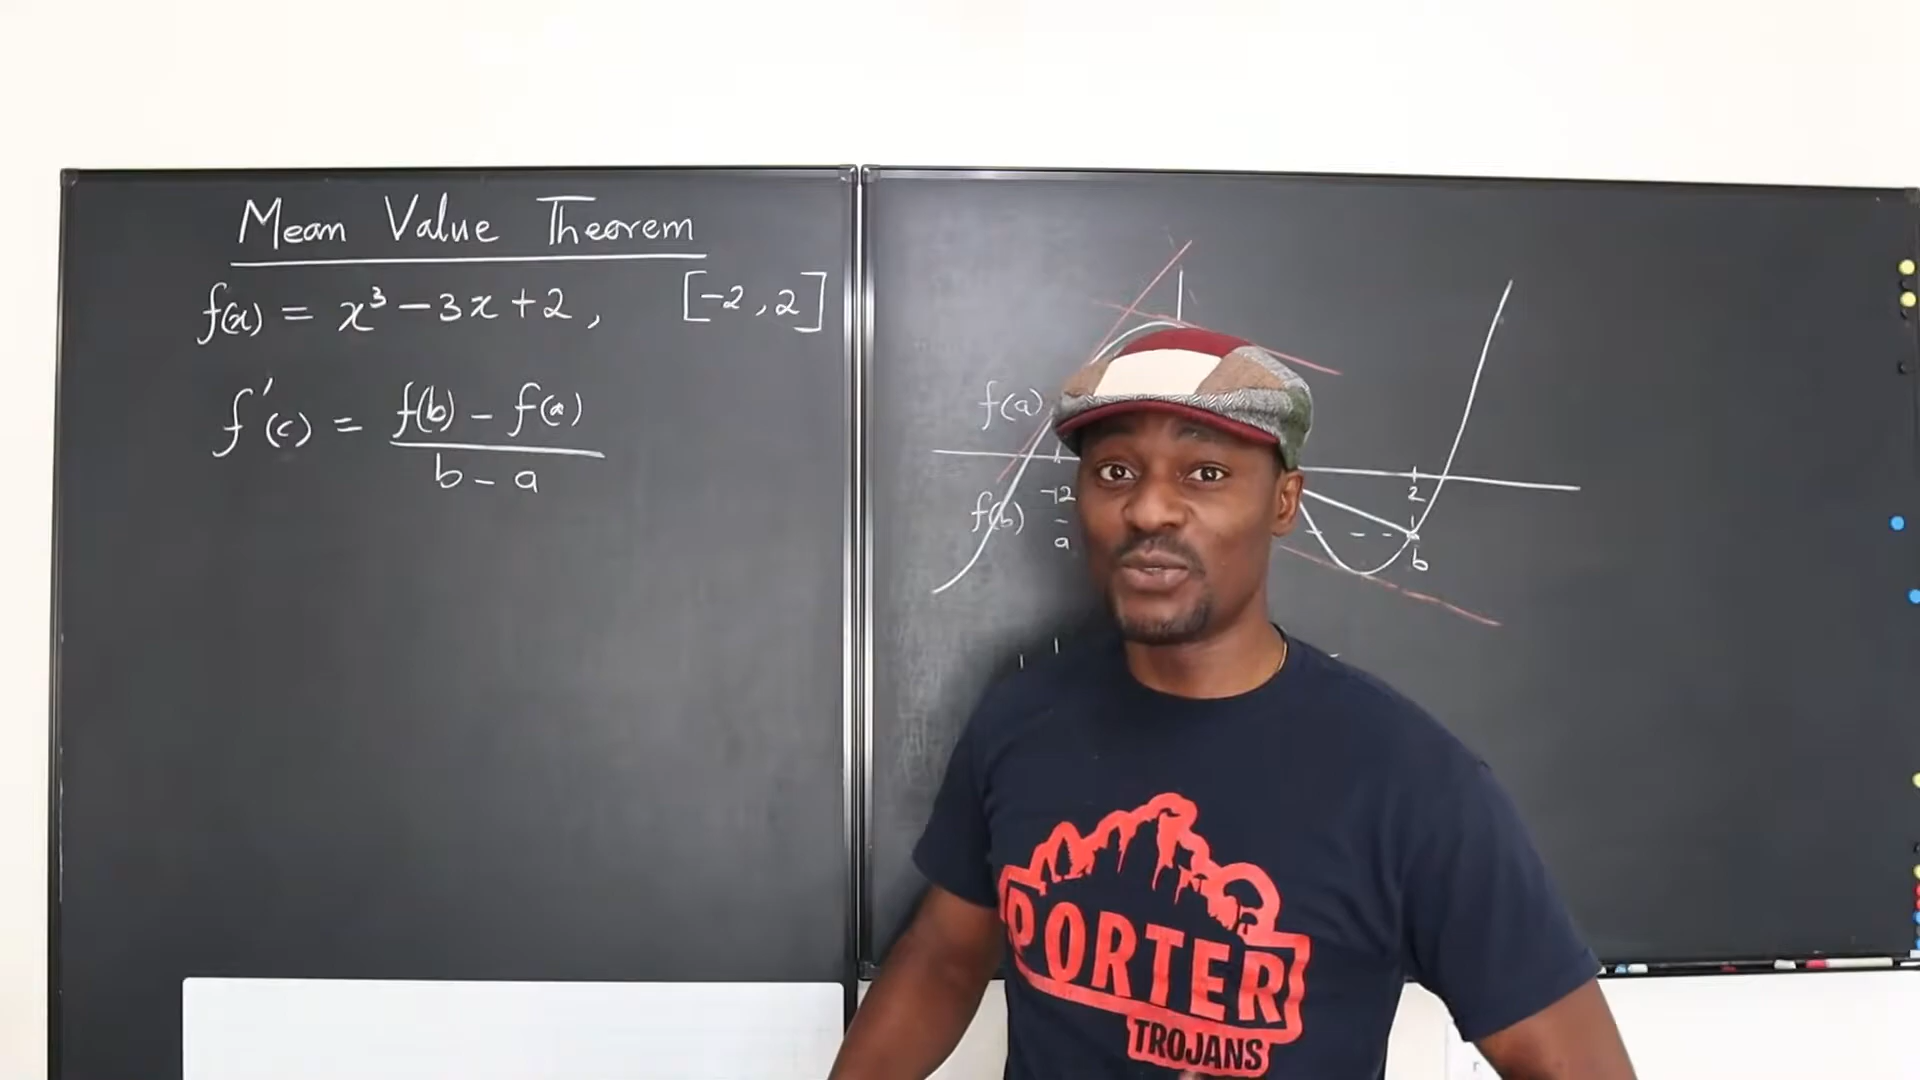 Mean Value Theorem
f(x) = x³ - 3x + 2, [-2, 2]
f'(c) = f(b) - f(a)
b - a
f(a)
f(b)
-2
a
2
b
PORTER
TROJANS